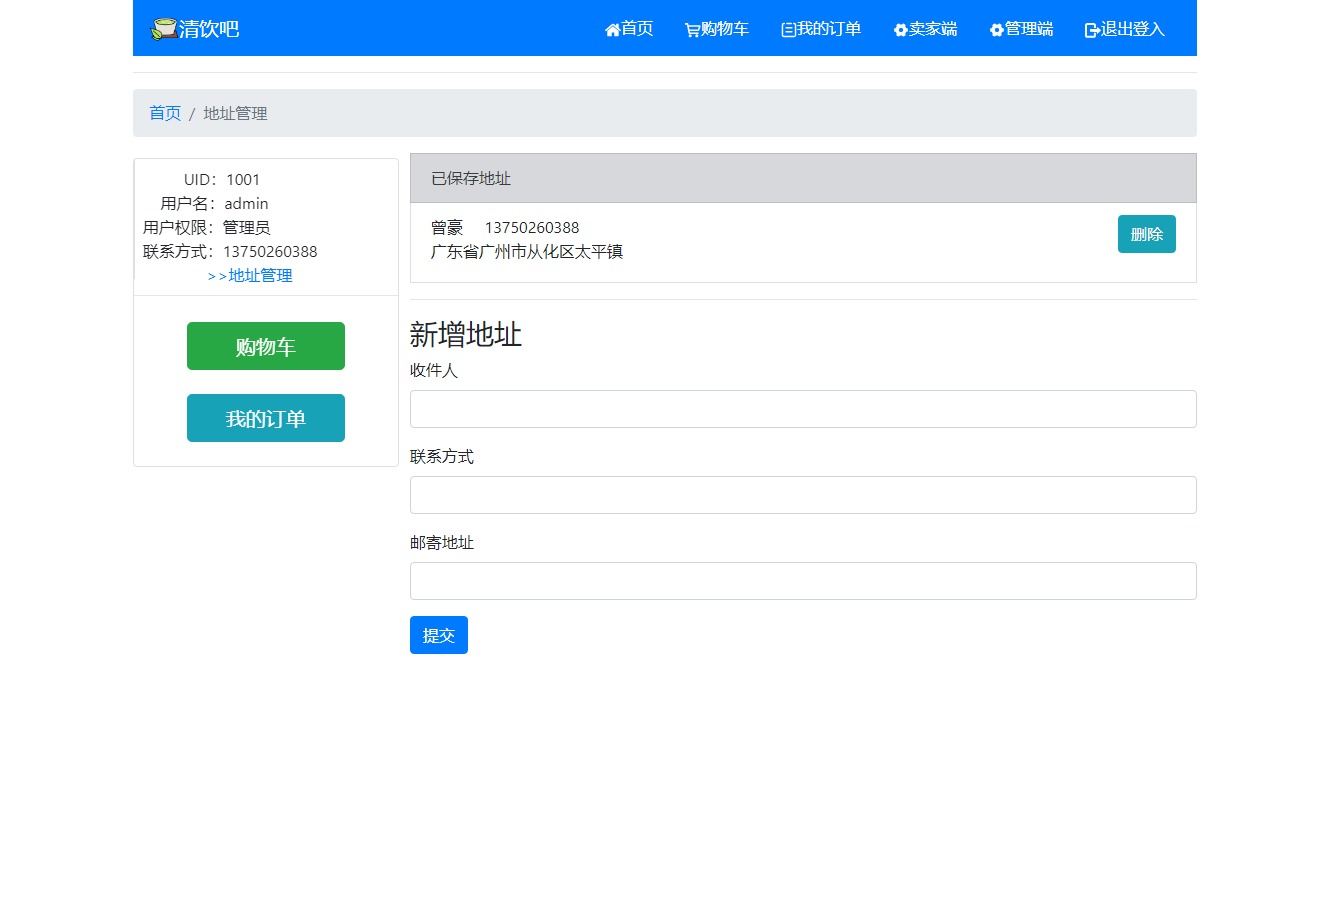 清饮吧
首页 购物车 我的订单 卖家端 管理端 退出登入
首页 / 地址管理
UID：1001
用户名：admin
用户权限：管理员
联系方式：13750260388
>>地址管理
购物车
我的订单
已保存地址
曾豪 13750260388
广东省广州市从化区太平镇
删除
新增地址
收件人
联系方式
邮寄地址
提交